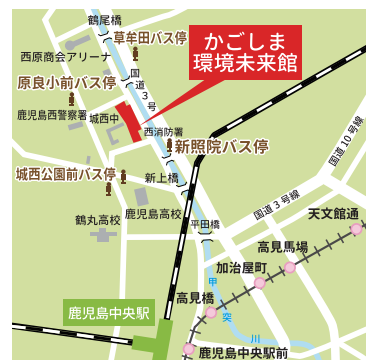 鶴尾橋
草牟田バス停
かごしま
環境未来館
西原商会アリーナ
国道3号
原良小前バス停
鹿児島西警察署
城西中
西消防署
新照院バス停
国道10号線
城西公園前バス停
新上橋
国道3号線
鹿児島高校
鶴丸高校
平田橋
天文館通
高見馬場
加治屋町
甲突川
高見橋
鹿児島中央駅
鹿児島中央駅前